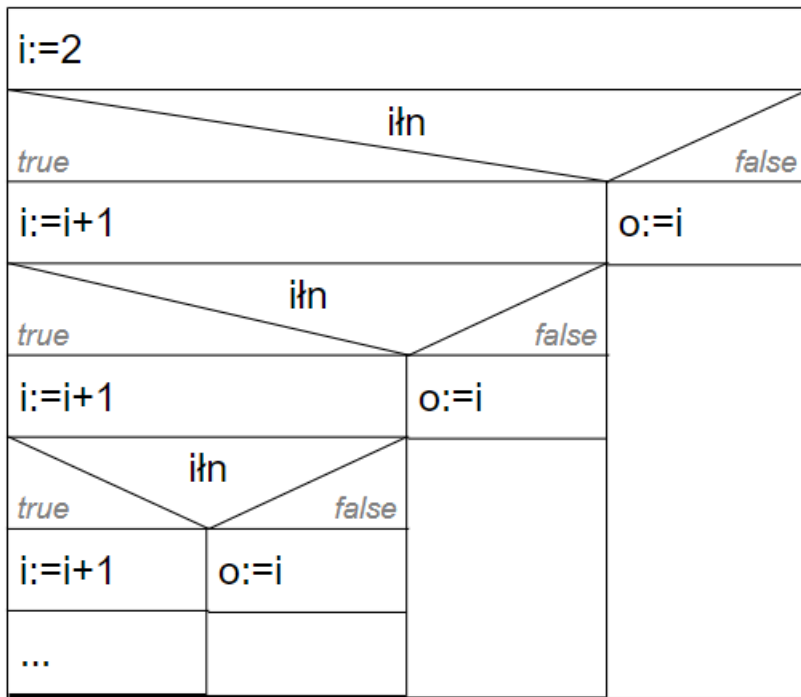 i:=2
iłn
true false
i:=i+1 o:=i
iłn
true false
i:=i+1 o:=i
iłn
true false
i:=i+1 o:=i
...